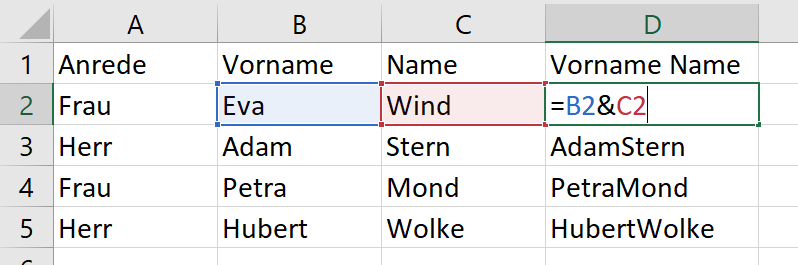 A B C D
1 Anrede Vorname Name Vorname Name
2 Frau Eva Wind =B2&C2
3 Herr Adam Stern AdamStern
4 Frau Petra Mond PetraMond
5 Herr Hubert Wolke HubertWolke